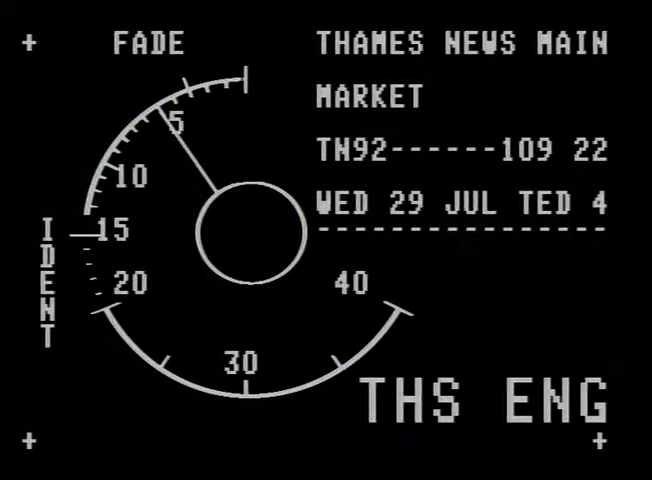 + FADE
THAMES NEWS MAIN
MARKET
TN92------109 22
WED 29 JUL TED 4
----------------
5
10
15
20
30
40
IDENT
THS ENG
+ +